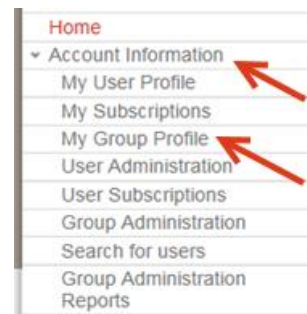 Home
Account Information
My User Profile
My Subscriptions
My Group Profile
User Administration
User Subscriptions
Group Administration
Search for users
Group Administration
Reports